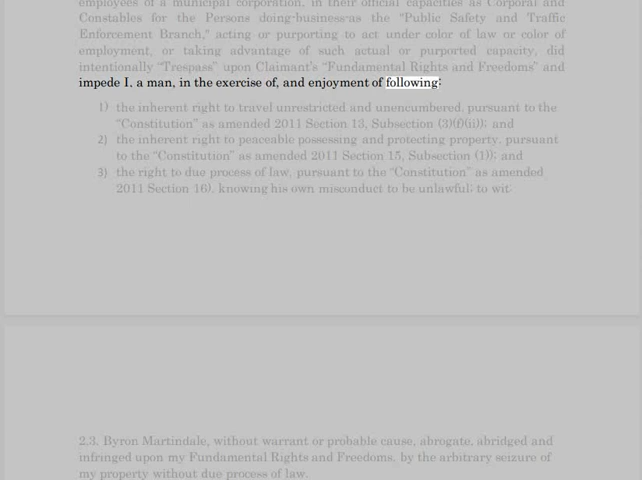 employees of a municipal corporation, in their official capacities as Corporal and
Constables for the Persons doing-business-as the "Public Safety and Traffic
Enforcement Branch," acting or purporting to act under color of law or color of
employment, or taking advantage of such actual or purported capacity, did
intentionally "Trespass" upon Claimant's "Fundamental Rights and Freedoms" and
impede I, a man, in the exercise of, and enjoyment of following:
1) the inherent right to travel unrestricted and unencumbered, pursuant to the
"Constitution" as amended 2011 Section 13, Subsection (3)(f)(ii)); and
2) the inherent right to peaceable possessing and protecting property, pursuant
to the "Constitution" as amended 2011 Section 15, Subsection (1)); and
3) the right to due process of law, pursuant to the "Constitution" as amended
2011 Section 16), knowing his own misconduct to be unlawful; to wit:
2.3. Byron Martindale, without warrant or probable cause, abrogate, abridged and
infringed upon my Fundamental Rights and Freedoms, by the arbitrary seizure of
my property without due process of law.